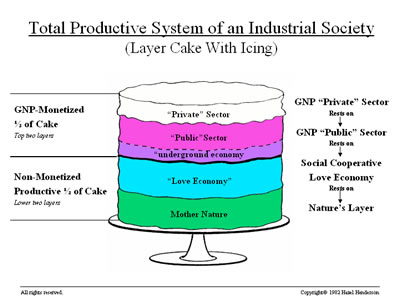 Total Productive System of an Industrial Society
(Layer Cake With Icing)
GNP-Monetized
½ of Cake
Top two layers
Non-Monetized
Productive ½ of Cake
Lower two layers
"Private" Sector
"Public"Sector
"underground economy
"Love Economy"
Mother Nature
GNP "Private" Sector
Rests on
GNP "Public" Sector
Rests on
Social Cooperative
Love Economy
Rests on
Nature's Layer
All rights reserved.
Copyright© 1982 Hazel Henderson